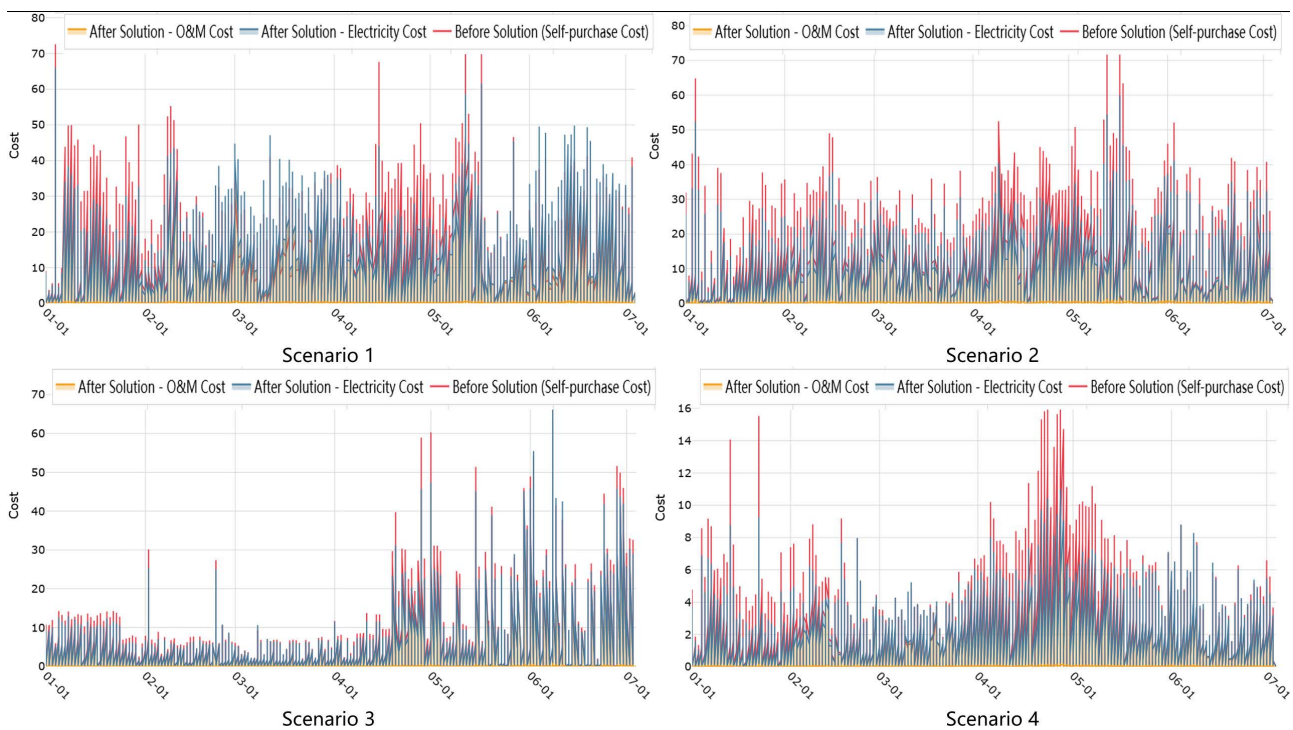 After Solution - O&M Cost After Solution - Electricity Cost Before Solution (Self-purchase Cost)
80
70
60
50
40
30
20
10
0
Cost
01-01 02-01 03-01 04-01 05-01 06-01 07-01
Scenario 1
After Solution - O&M Cost After Solution - Electricity Cost Before Solution (Self-purchase Cost)
80
70
60
50
40
30
20
10
0
Cost
01-01 02-01 03-01 04-01 05-01 06-01 07-01
Scenario 2
After Solution - O&M Cost After Solution - Electricity Cost Before Solution (Self-purchase Cost)
70
60
50
40
30
20
10
0
Cost
01-01 02-01 03-01 04-01 05-01 06-01 07-01
Scenario 3
After Solution - O&M Cost After Solution - Electricity Cost Before Solution (Self-purchase Cost)
16
14
12
10
8
6
4
2
0
Cost
01-01 02-01 03-01 04-01 05-01 06-01 07-01
Scenario 4